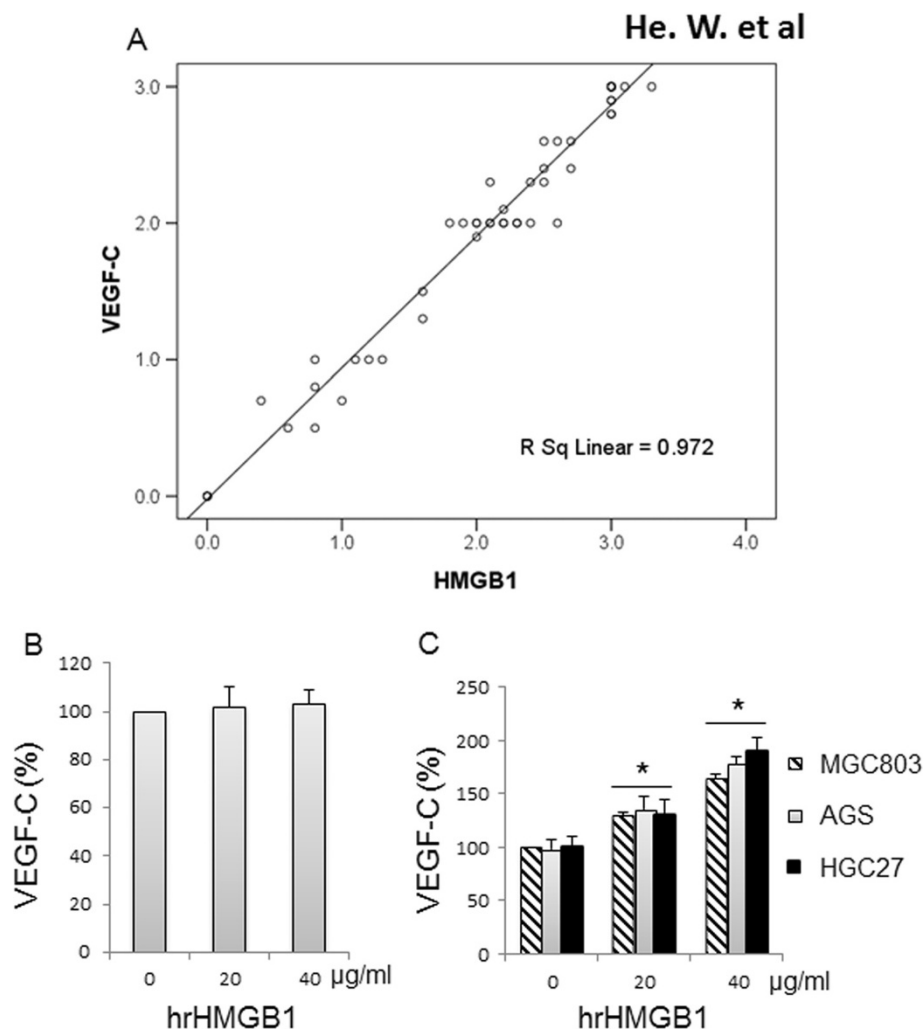 He. W. et al
A
3.0
2.0
1.0
0.0
VEGF-C
R Sq Linear = 0.972
0.0 1.0 2.0 3.0 4.0
HMGB1
B
120
100
80
60
40
20
0
VEGF-C (%)
0 20 40 µg/ml
hrHMGB1
C
250
200
150
100
50
0
VEGF-C (%)
* *
MGC803
AGS
HGC27
0 20 40 µg/ml
hrHMGB1